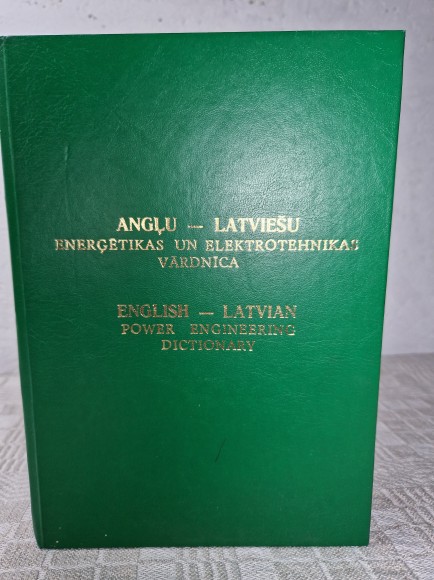 ANGĻU — LATVIEŠU
ENERĢĒTIKAS UN ELEKTROTEHNIKAS
VĀRDNĪCA
ENGLISH — LATVIAN
POWER ENGINEERING
DICTIONARY